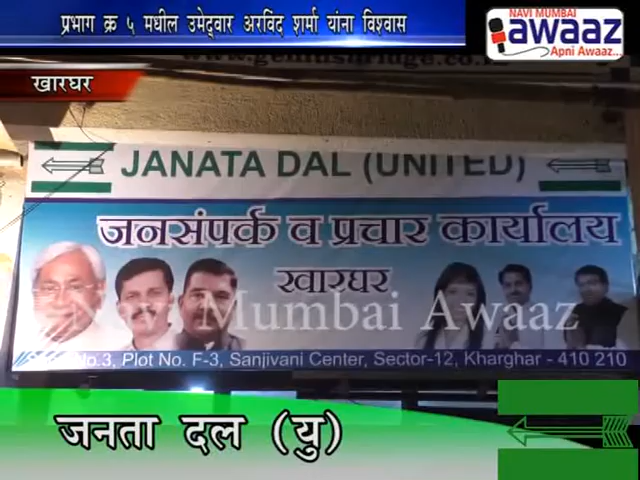 प्रभाग क्र ५ मधील उमेदवार अरविंद शर्मा यांना विश्वास
NAVI MUMBAI
awaaz
Apni Awaaz...
खारघर
JANATA DAL (UNITED)
जनसंपर्क व प्रचार कार्यालय
खारघर
Navi Mumbai Awaaz
No.3, Plot No. F-3, Sanjivani Center, Sector-12, Kharghar - 410 210
जनता दल (यु)